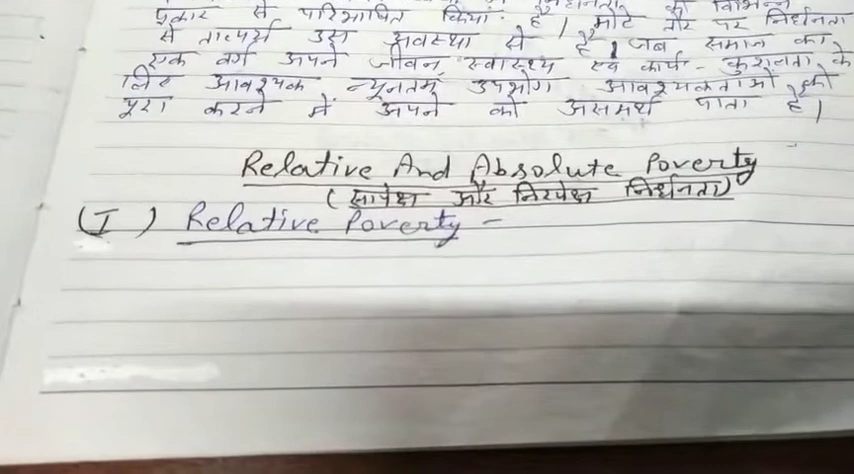 निर्धनता को विभिन्न
प्रकार से परिभाषित किया है। मोटे तौर पर निर्धनता
से तात्पर्य उस अवस्था से है जब समाज का
एक वर्ग अपने जीवन, स्वास्थ्य एवं कार्य-कुशलता के
लिए आवश्यक न्यूनतम उपभोग आवश्यकताओं को
पूरा करने में अपने को असमर्थ पाता है।
Relative And Absolute Poverty
(सापेक्ष और निरपेक्ष निर्धनता)
(I) Relative Poverty -